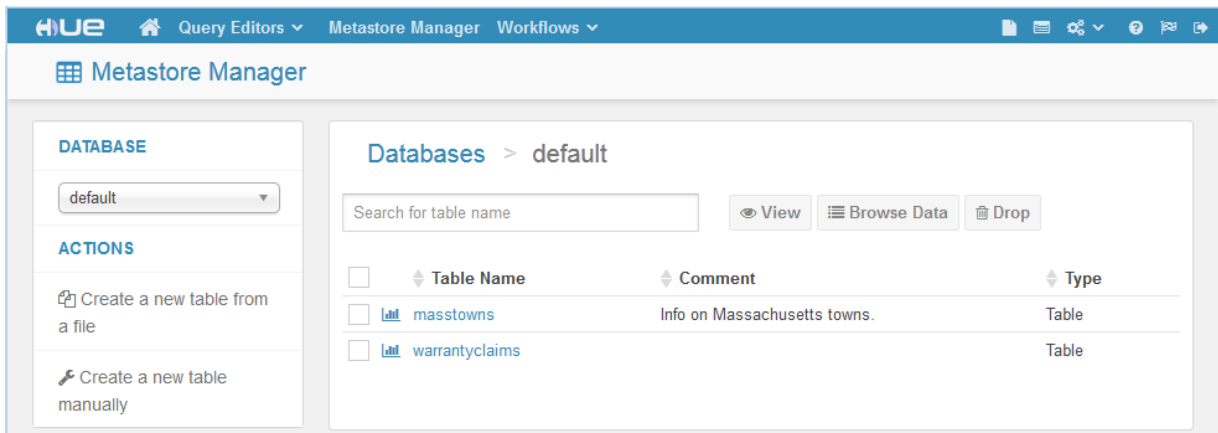 HUE Query Editors Metastore Manager Workflows
Metastore Manager
DATABASE
default
ACTIONS
Create a new table from
a file
Create a new table
manually
Databases > default
Search for table name View Browse Data Drop
Table Name Comment Type
masstowns Info on Massachusetts towns. Table
warrantyclaims Table